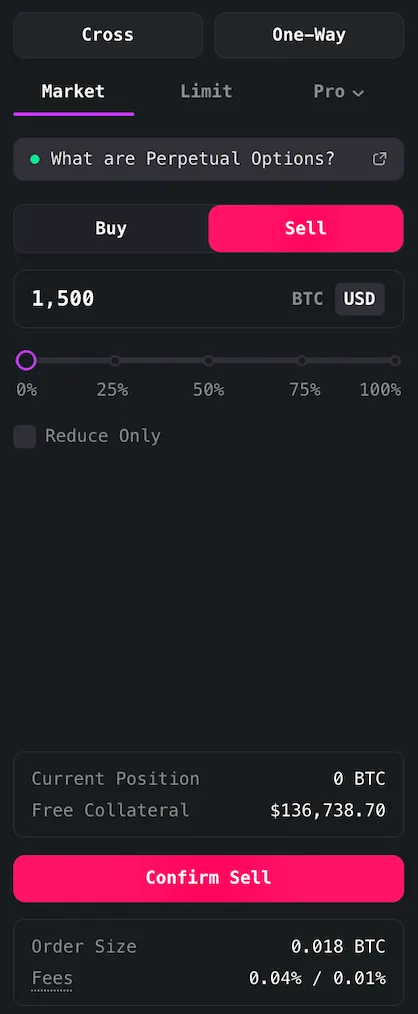 Cross One-Way
Market Limit Pro
What are Perpetual Options?
Buy Sell
1,500 BTC USD
0% 25% 50% 75% 100%
Reduce Only
Current Position 0 BTC
Free Collateral $136,738.70
Confirm Sell
Order Size 0.018 BTC
Fees 0.04% / 0.01%